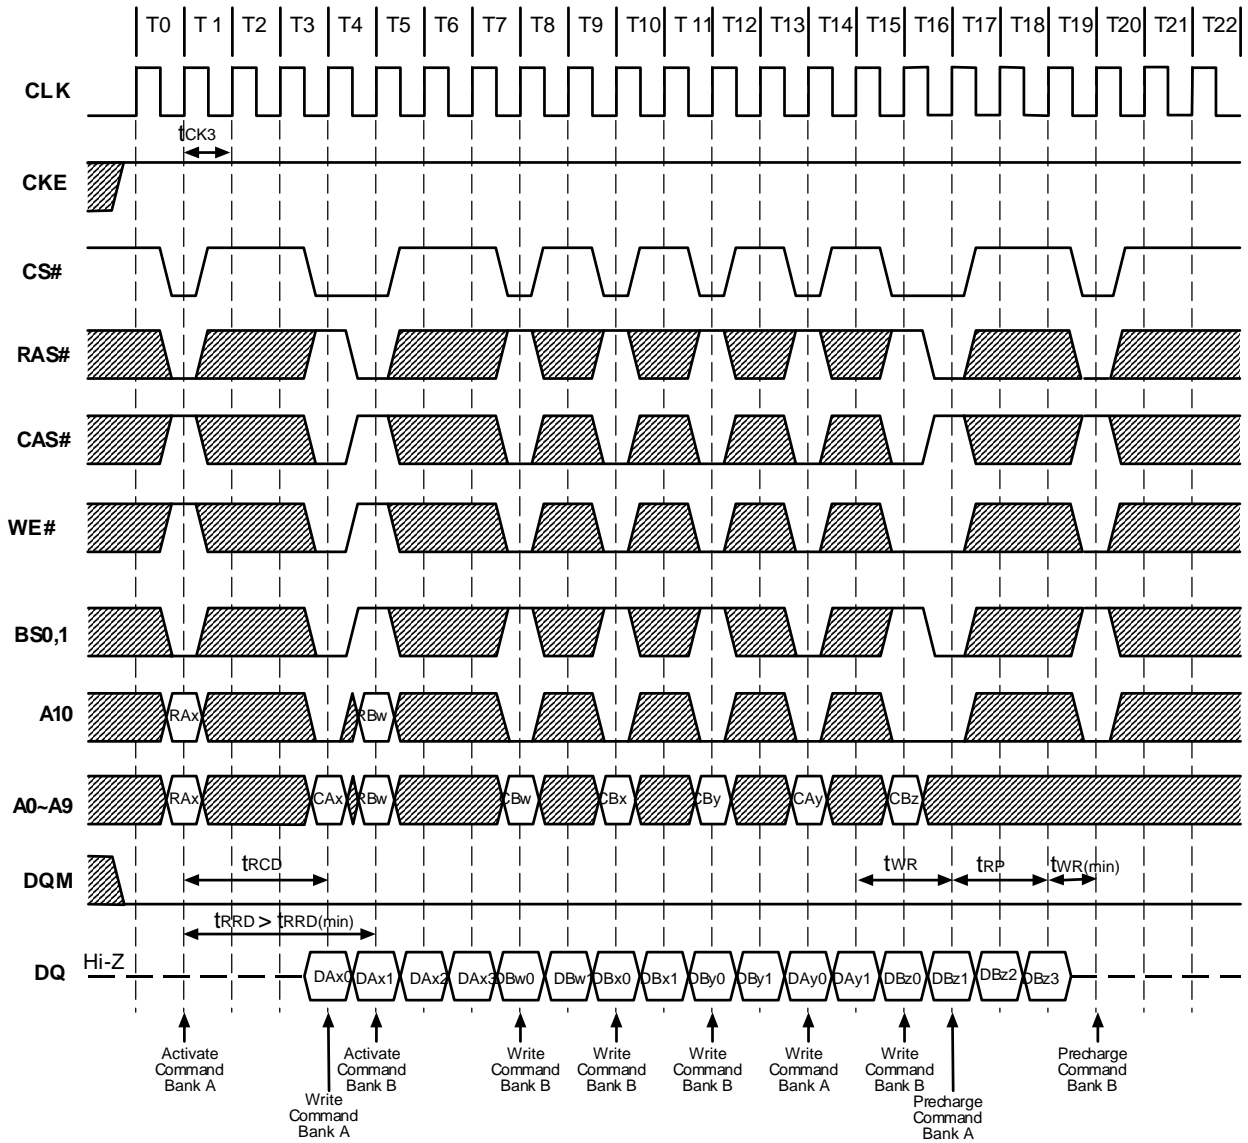 T0 T 1 T2 T3 T4 T5 T6 T7 T8 T9 T10 T 11 T12 T13 T14 T15 T16 T17 T18 T19 T20 T21 T22
CLK
tCK3
CKE
CS#
RAS#
CAS#
WE#
BS0,1
A10 RAx RBw
A0~A9 RAx CAx RBw CBw CBx CBy CAy CBz
DQM tRCD tWR tRP tWR(min)
tRRD > tRRD(min)
DQ Hi-Z DAx0 DAx1 DAx2 DAx3 DBw0 DBw1 DBx0 DBx1 DBy0 DBy1 DAy0 DAy1 DBz0 DBz1 DBz2 DBz3
Activate
Command
Bank A
Write
Command
Bank A
Activate
Command
Bank B
Write
Command
Bank B
Write
Command
Bank B
Write
Command
Bank B
Write
Command
Bank A
Write
Command
Bank B
Precharge
Command
Bank A
Precharge
Command
Bank B